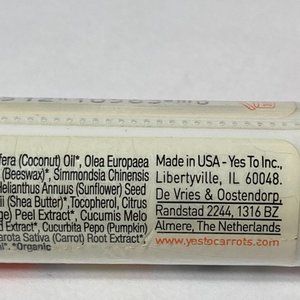 fera (Coconut) Oil*, Olea Europaea
(Beeswax)*, Simmondsia Chinensis
Helianthus Annuus (Sunflower) Seed
ii (Shea Butter)*, Tocopherol, Citrus
ge) Peel Extract*, Cucumis Melo
d Extract*, Cucurbita Pepo (Pumpkin)
arota Sativa (Carrot) Root Extract*,
*Organic
Made in USA - Yes To Inc.,
Libertyville, IL 60048.
De Vries & Oostendorp,
Randstad 2244, 1316 BZ
Almere, The Netherlands
www.yestocarrots.com